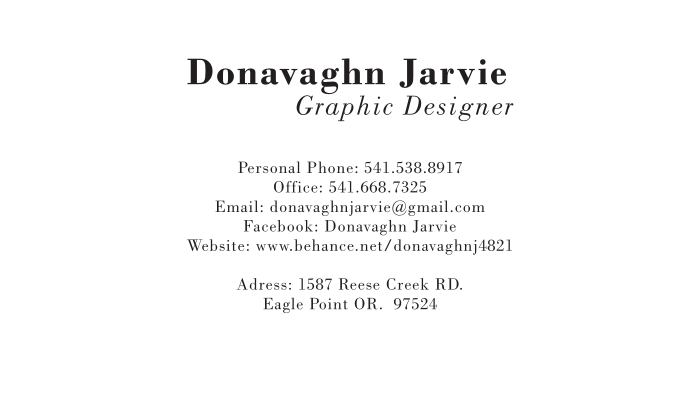 Donavaghn Jarvie
Graphic Designer
Personal Phone: 541.538.8917
Office: 541.668.7325
Email: donavaghnjarvie@gmail.com
Facebook: Donavaghn Jarvie
Website: www.behance.net/donavaghnj4821
Adress: 1587 Reese Creek RD.
Eagle Point OR.  97524